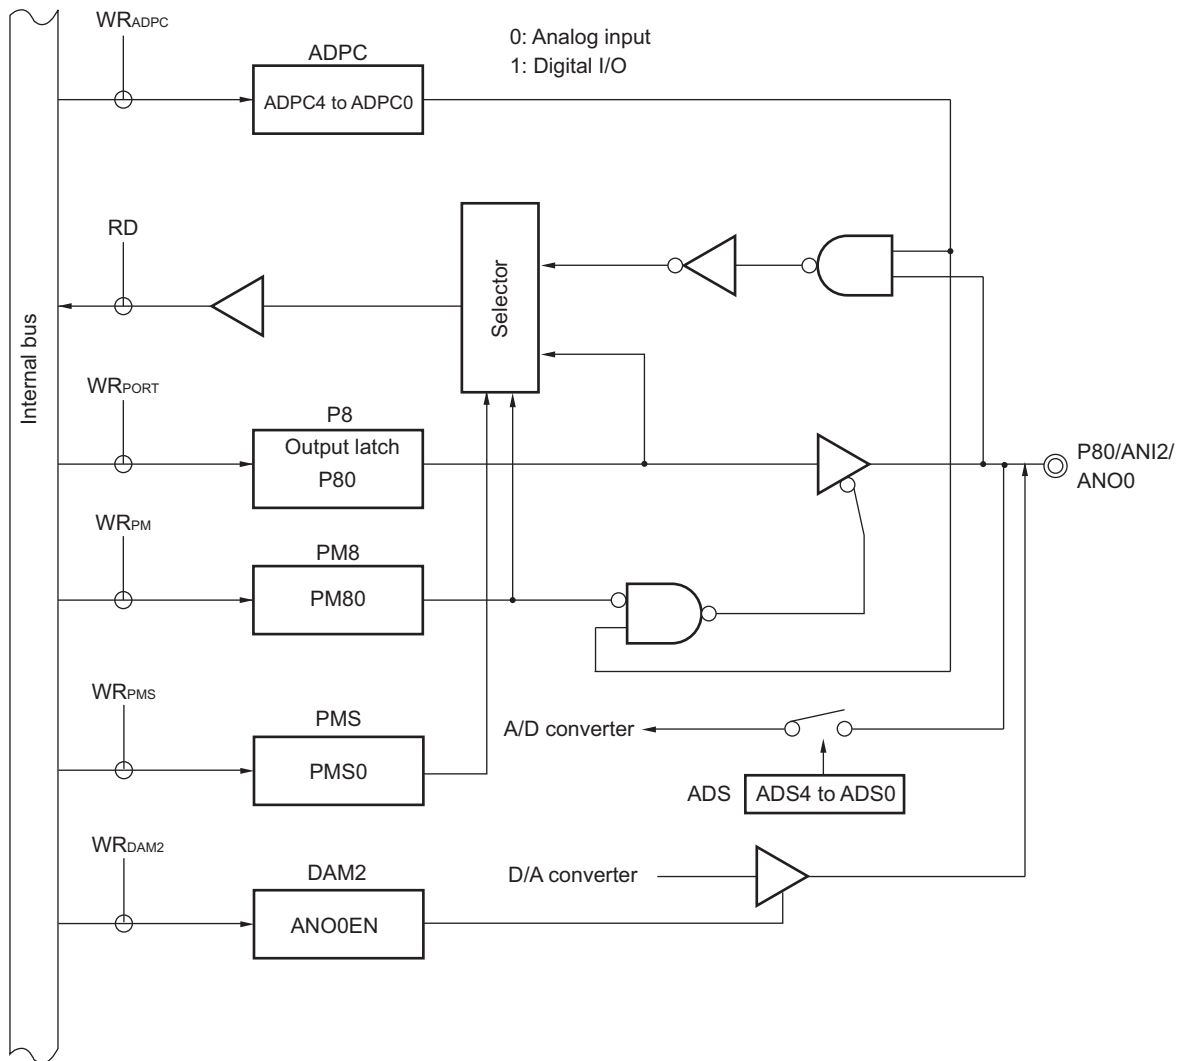 WRADPC
0: Analog input
1: Digital I/O
ADPC
ADPC4 to ADPC0
RD
Selector
Internal bus
WRPORT
P8
Output latch
P80
P80/ANI2/
ANO0
WRPM
PM8
PM80
WRPMS
PMS
PMS0
A/D converter
ADS
ADS4 to ADS0
WRDAM2
DAM2
ANO0EN
D/A converter